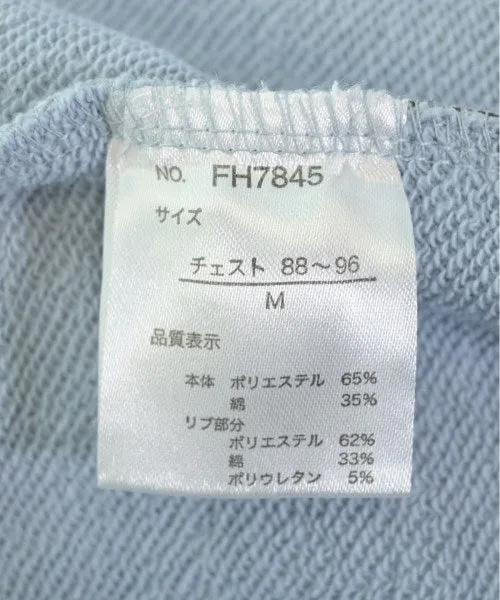 NO. FH7845
サイズ
チェスト 88～96
M
品質表示
本体 ポリエステル 65%
綿 35%
リブ部分
ポリエステル 62%
綿 33%
ポリウレタン 5%